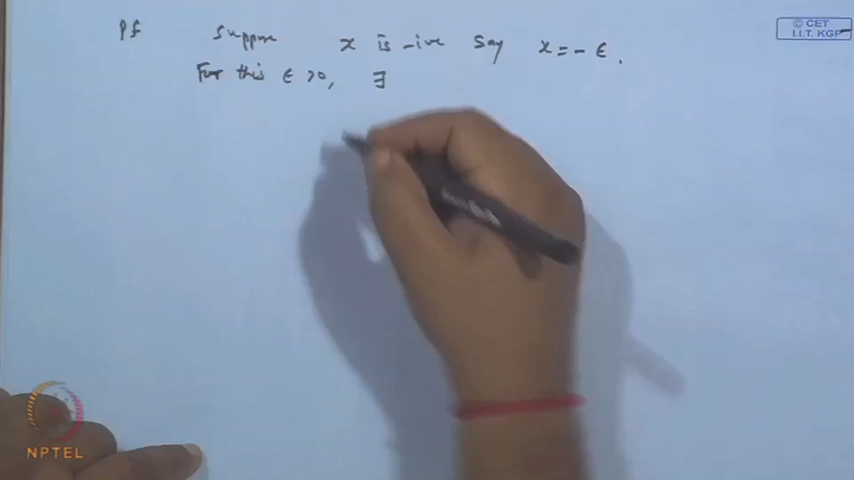 Pf Suppose x is -ive say x = - ϵ.
For this ϵ >0, ∃
© CET
I.I.T. KGP
NPTEL